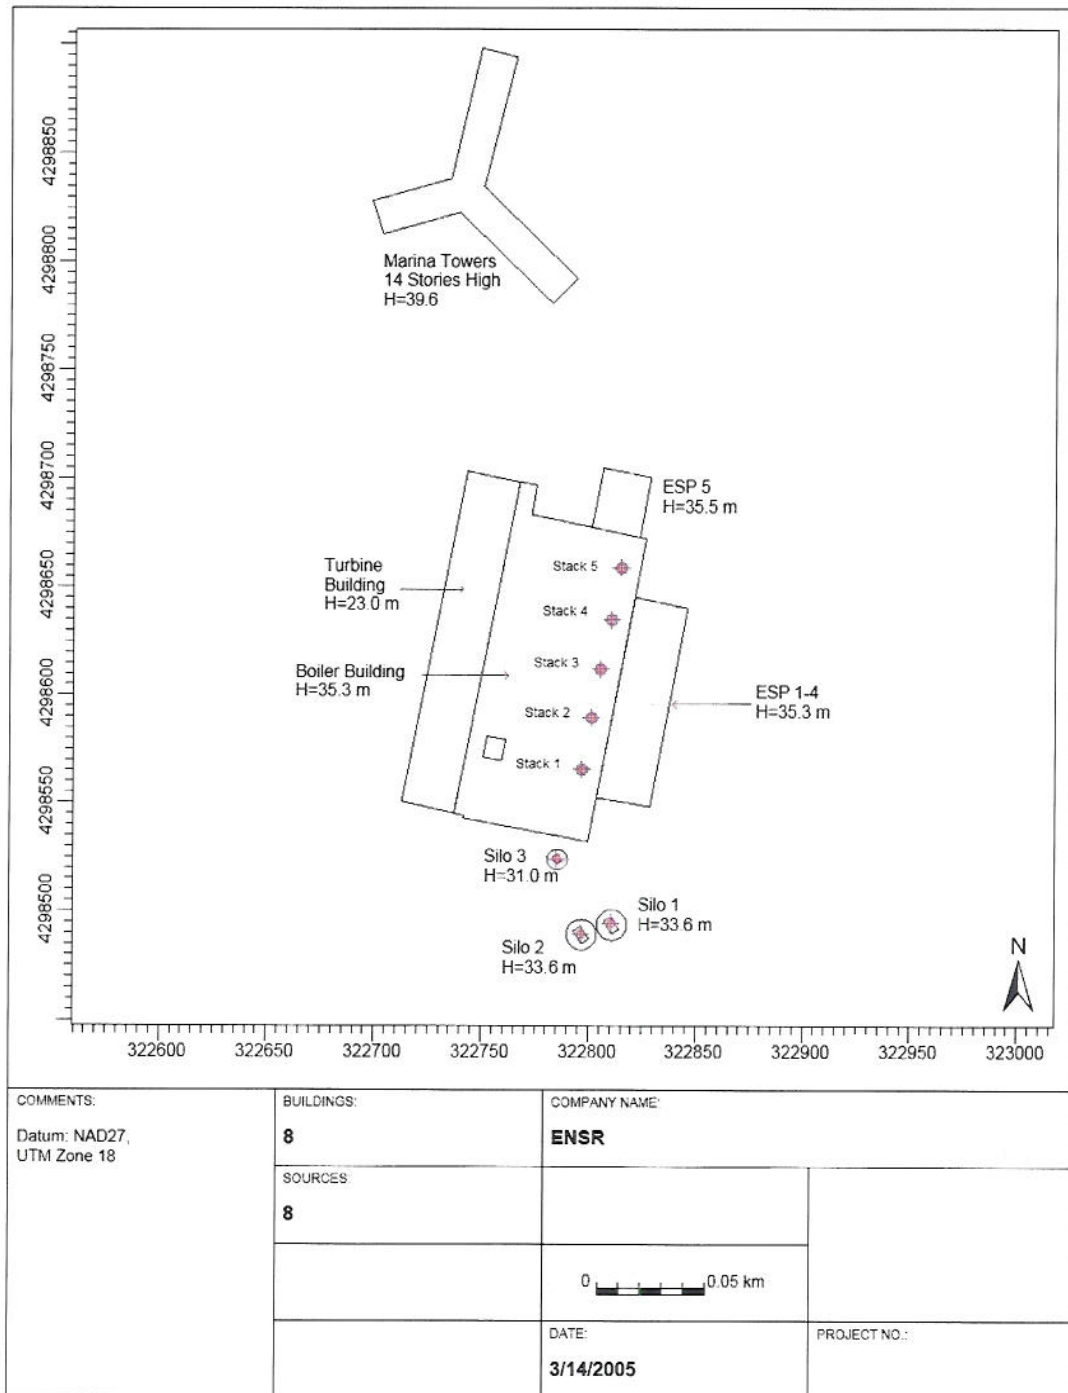 4298850
4298800
4298750
4298700
4298650
4298600
4298550
4298500
Marina Towers
14 Stories High
H=39.6
ESP 5
H=35.5 m
Turbine
Building
H=23.0 m
Stack 5
Stack 4
Stack 3
Boiler Building
H=35.3 m
Stack 2
ESP 1-4
H=35.3 m
Stack 1
Silo 3
H=31.0 m
Silo 1
H=33.6 m
Silo 2
H=33.6 m
N
322600 322650 322700 322750 322800 322850 322900 322950 323000
COMMENTS:
Datum: NAD27,
UTM Zone 18
BUILDINGS:
8
COMPANY NAME:
ENSR
SOURCES
8
0 0.05 km
DATE:
3/14/2005
PROJECT NO.: